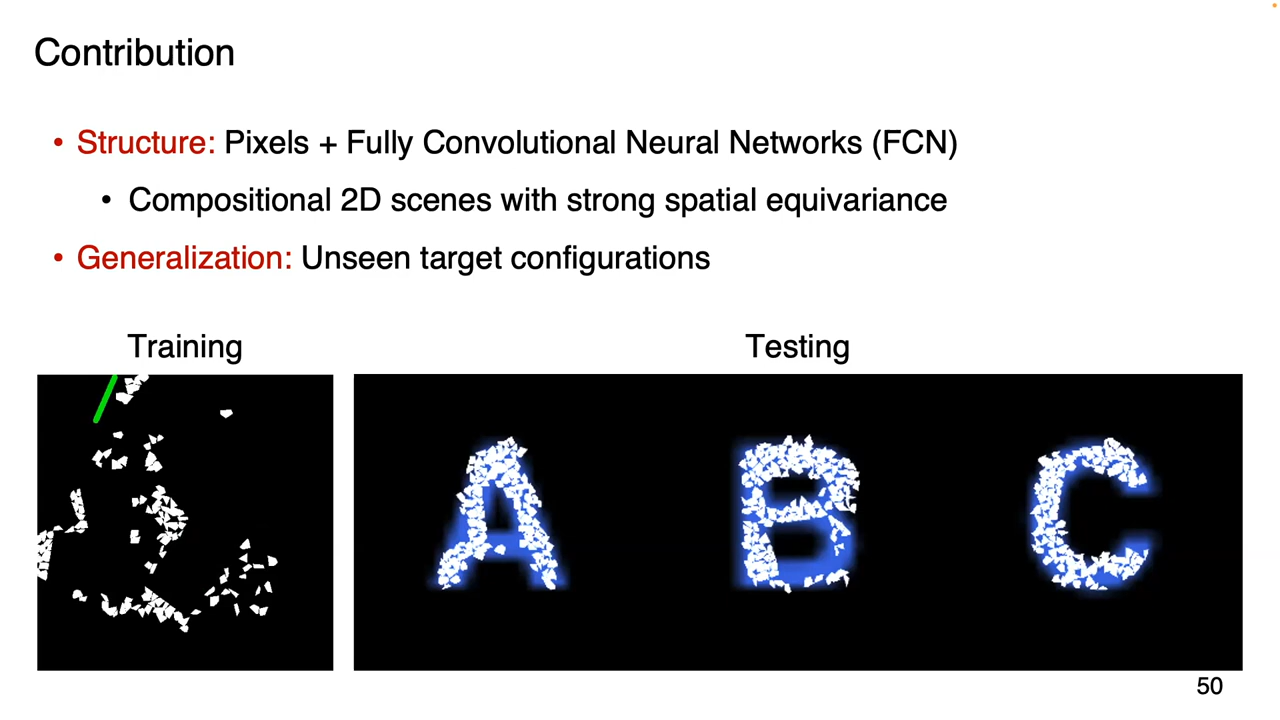 Contribution
• Structure: Pixels + Fully Convolutional Neural Networks (FCN)
• Compositional 2D scenes with strong spatial equivariance
• Generalization: Unseen target configurations
Training
Testing
A B C
50